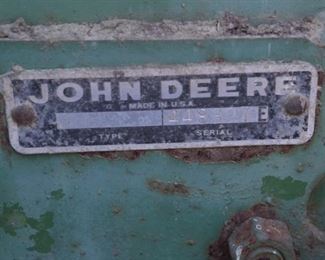 JOHN DEERE
MADE IN U.S.A.
TYPE SERIAL